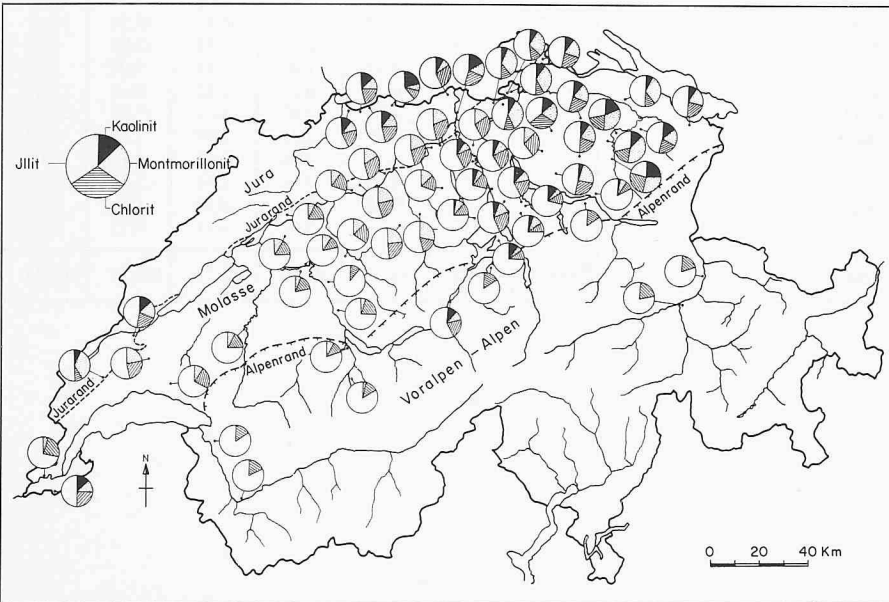 Kaolinit
Jllit
Montmorillonit
Chlorit
Jura
Jurarand
Alpenrand
Molasse
Voralpen - Alpen
Alpenrand
Jurarand
N
0 20 40 Km